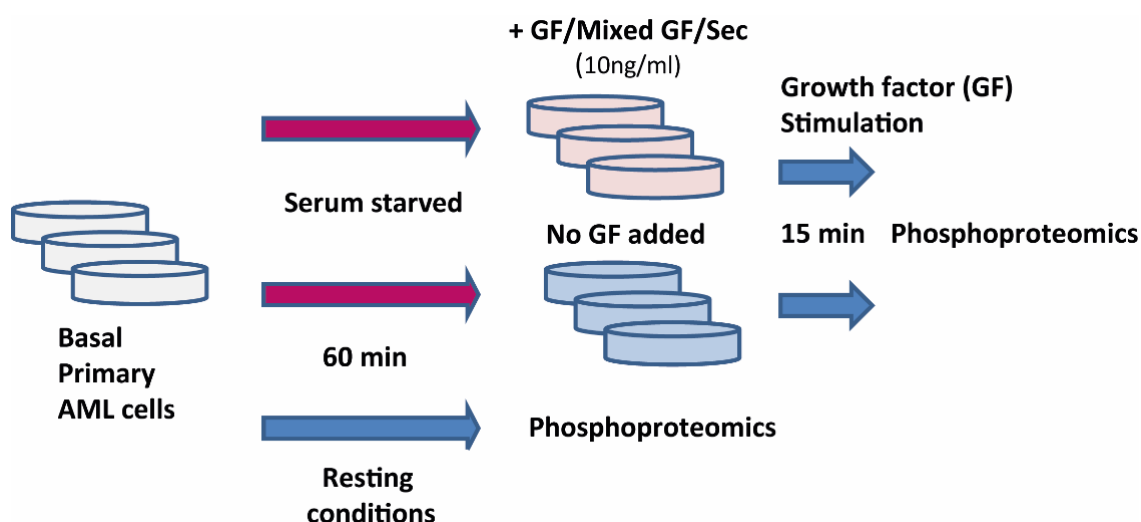 + GF/Mixed GF/Sec
(10ng/ml)
Growth factor (GF)
Stimulation
Serum starved
No GF added
15 min
Phosphoproteomics
Basal
Primary
AML cells
60 min
Phosphoproteomics
Resting
conditions